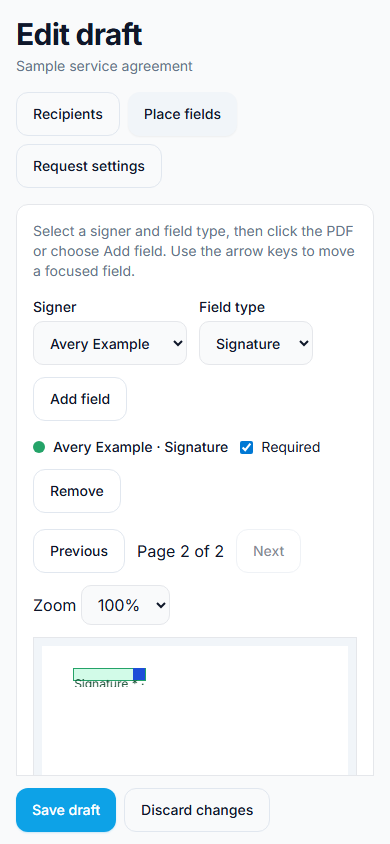 Edit draft
Sample service agreement
Recipients
Place fields
Request settings
Select a signer and field type, then click the PDF
or choose Add field. Use the arrow keys to move
a focused field.
Signer
Field type
Avery Example
Signature
Add field
Avery Example · Signature
Required
Remove
Previous
Page 2 of 2
Next
Zoom
100%
Signature * ·
Save draft
Discard changes